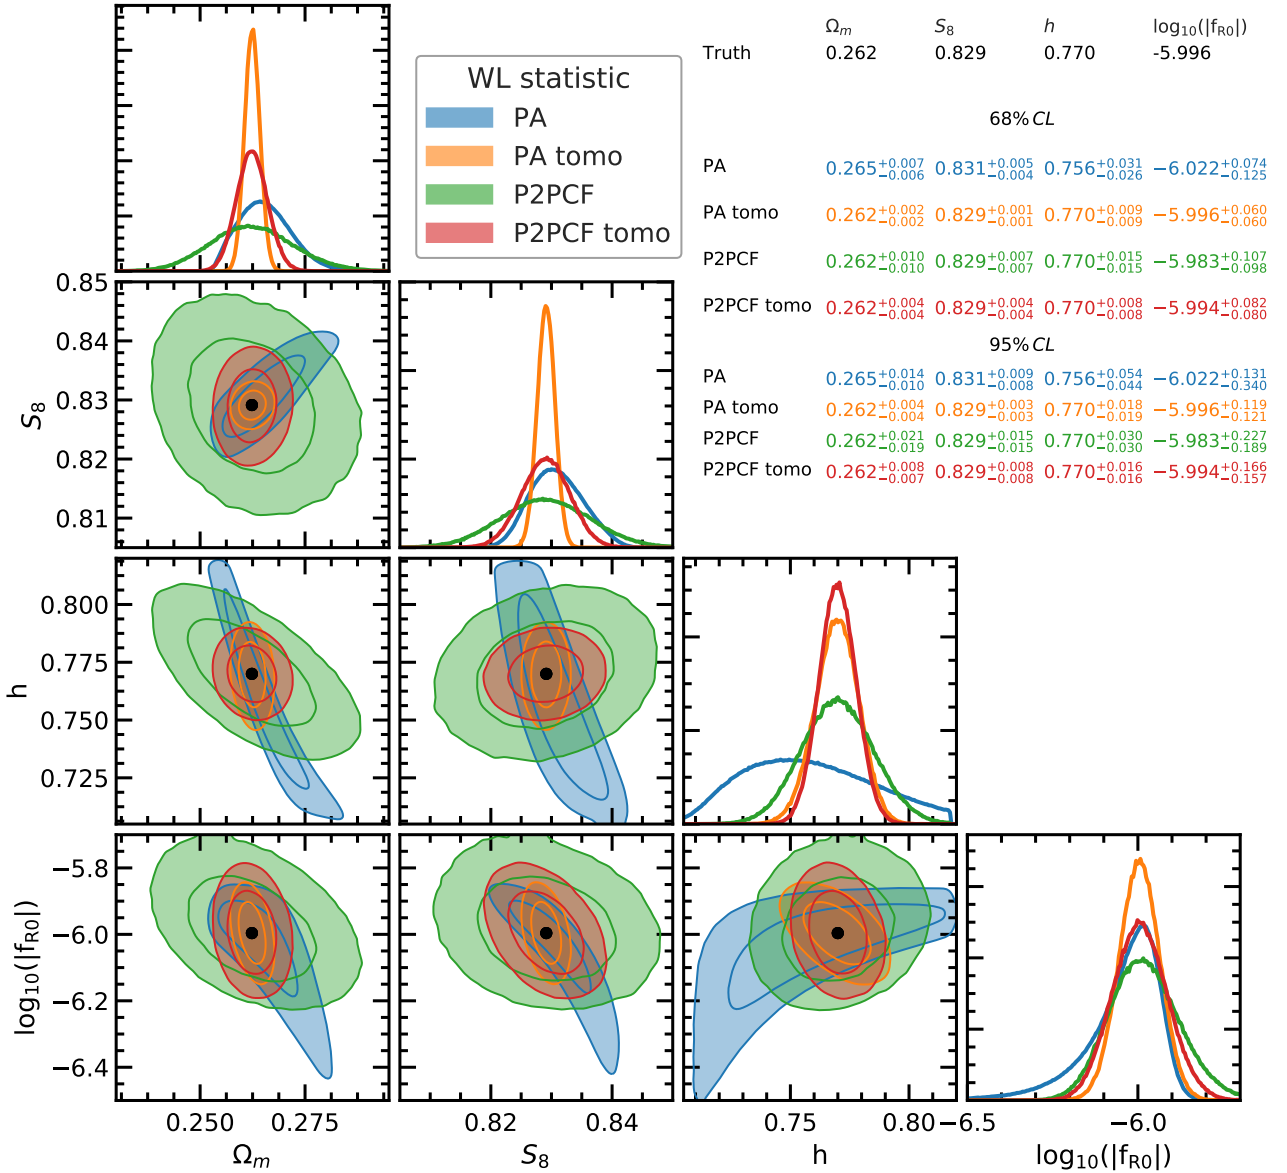 Ωm S8 h log10(|fR0|)
Truth 0.262 0.829 0.770 -5.996
68% CL
PA 0.265+0.007−0.006 0.831+0.005−0.004 0.756+0.031−0.026 −6.022+0.074−0.125
PA tomo 0.262+0.002−0.002 0.829+0.001−0.001 0.770+0.009−0.009 −5.996+0.060−0.060
P2PCF 0.262+0.010−0.010 0.829+0.007−0.007 0.770+0.015−0.015 −5.983+0.107−0.098
P2PCF tomo 0.262+0.004−0.004 0.829+0.004−0.004 0.770+0.008−0.008 −5.994+0.082−0.080
95% CL
PA 0.265+0.014−0.010 0.831+0.009−0.008 0.756+0.054−0.044 −6.022+0.131−0.340
PA tomo 0.262+0.004−0.004 0.829+0.003−0.003 0.770+0.018−0.019 −5.996+0.119−0.121
P2PCF 0.262+0.021−0.019 0.829+0.015−0.015 0.770+0.030−0.030 −5.983+0.227−0.189
P2PCF tomo 0.262+0.008−0.007 0.829+0.008−0.008 0.770+0.016−0.016 −5.994+0.166−0.157
WL statistic
PA
PA tomo
P2PCF
P2PCF tomo
0.85
0.84
0.83
0.82
0.81
S8
0.800
0.775
0.750
0.725
h
−5.8
−6.0
−6.2
−6.4
log10(|fR0|)
0.250 0.275 0.82 0.84 0.75 0.80 −6.5 −6.0
Ωm S8 h log10(|fR0|)